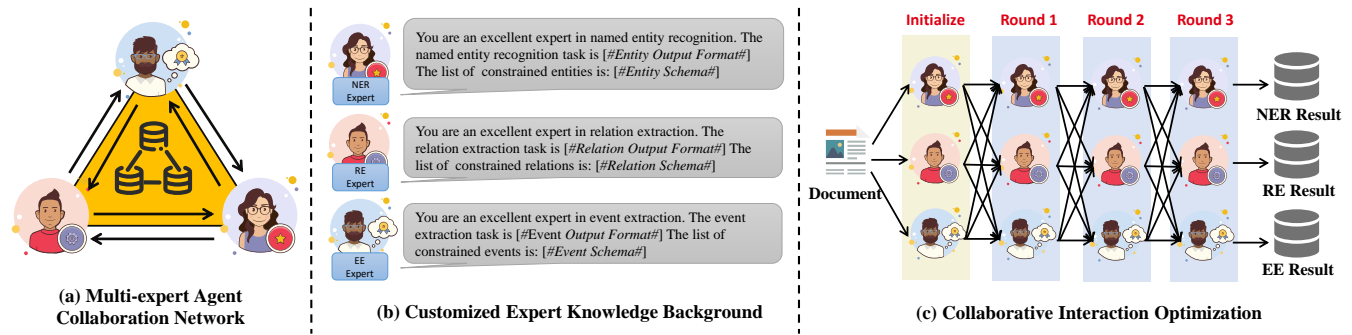 (a) Multi-expert Agent
Collaboration Network
NER
Expert
You are an excellent expert in named entity recognition. The
named entity recognition task is [#Entity Output Format#]
The list of constrained entities is: [#Entity Schema#]
RE
Expert
You are an excellent expert in relation extraction. The
relation extraction task is [#Relation Output Format#] The
list of constrained relations is: [#Relation Schema#]
EE
Expert
You are an excellent expert in event extraction. The event
extraction task is [#Event Output Format#] The list of
constrained events is: [#Event Schema#]
(b) Customized Expert Knowledge Background
Initialize
Round 1
Round 2
Round 3
Document
NER Result
RE Result
EE Result
(c) Collaborative Interaction Optimization